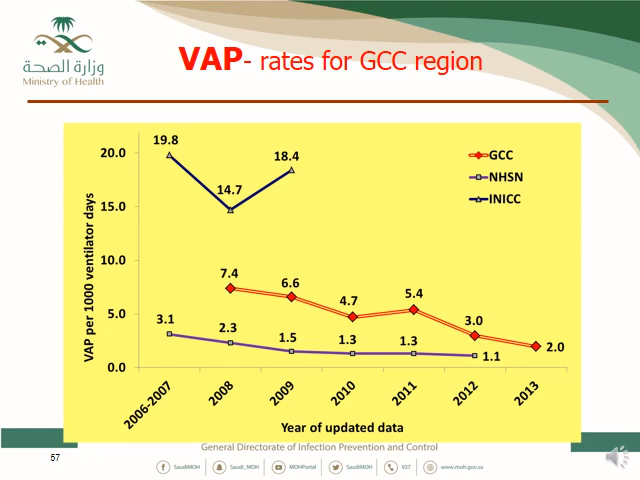 وزارة الصحة
Ministry of Health
VAP- rates for GCC region
VAP per 1000 ventilator days
20.0
15.0
10.0
5.0
0.0
19.8
14.7
18.4
7.4
6.6
4.7
5.4
3.0
2.0
3.1
2.3
1.5
1.3
1.3
1.1
GCC
NHSN
INICC
2006-2007
2008
2009
2010
2011
2012
2013
Year of updated data
General Directorate of Infection Prevention and Control
57
SaudiMOH
Saudi_MOH
MOHPortal
SaudiMOH
937
www.moh.gov.sa